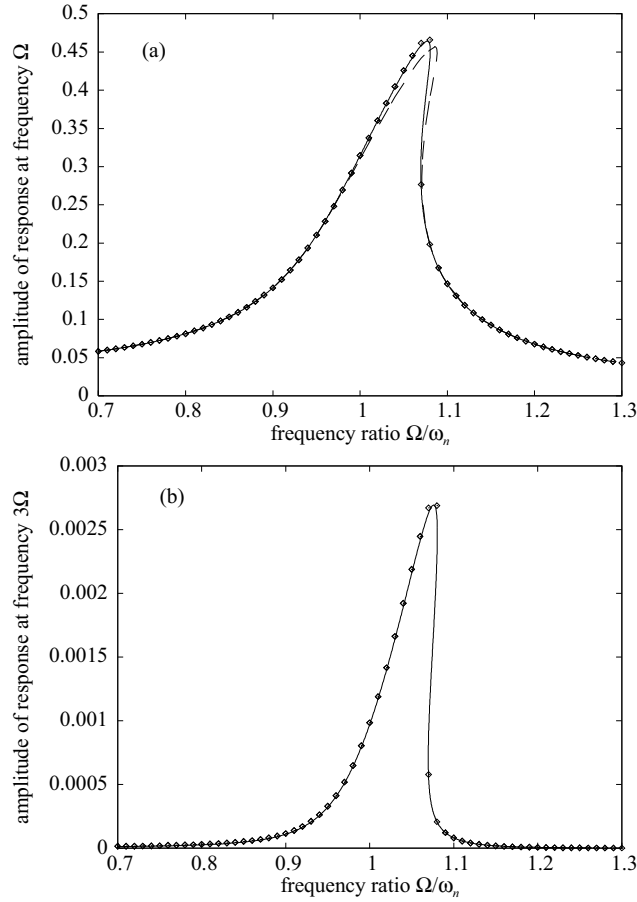 0.5
(a)
0.45
0.4
0.35
0.3
0.25
0.2
0.15
0.1
0.05
0
amplitude of response at frequency Ω
0.7 0.8 0.9 1 1.1 1.2 1.3
frequency ratio Ω/ωn
0.003
(b)
0.0025
0.002
0.0015
0.001
0.0005
0
amplitude of response at frequency 3Ω
0.7 0.8 0.9 1 1.1 1.2 1.3
frequency ratio Ω/ωn